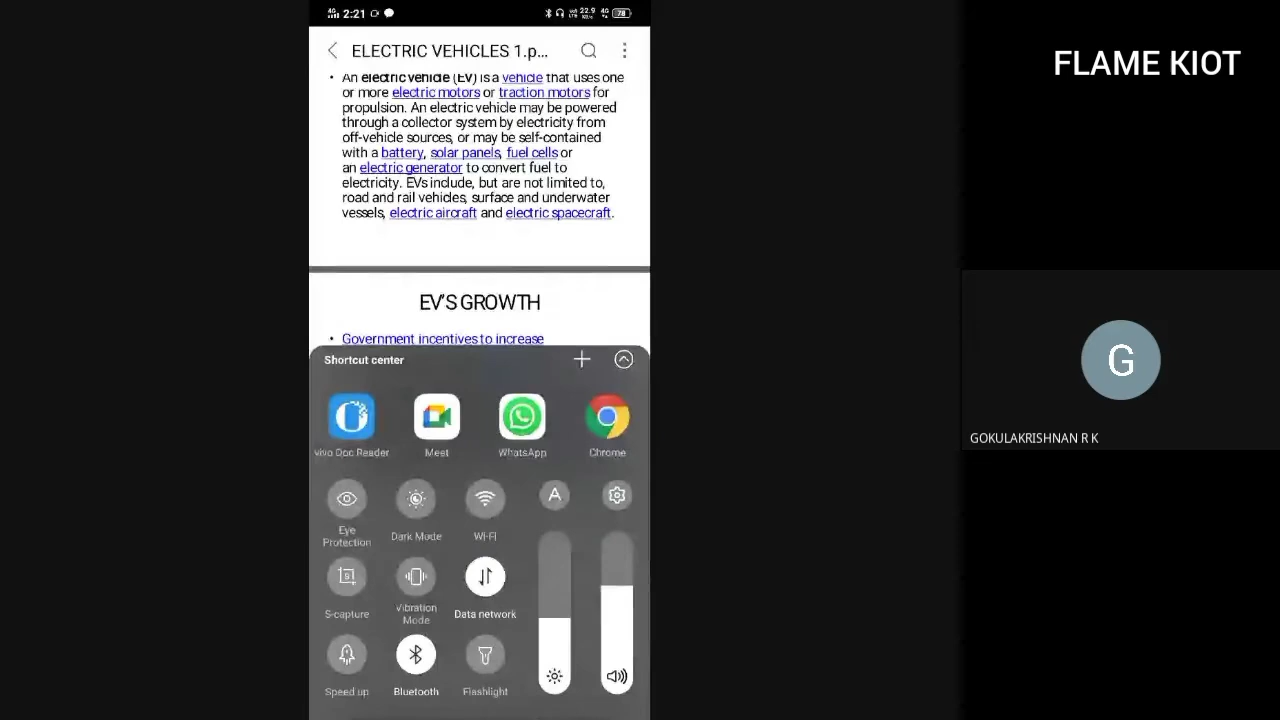 2:21
22.9
78
ELECTRIC VEHICLES 1.p...
• An electric vehicle (EV) is a vehicle that uses one
or more electric motors or traction motors for
propulsion. An electric vehicle may be powered
through a collector system by electricity from
off-vehicle sources, or may be self-contained
with a battery, solar panels, fuel cells or
an electric generator to convert fuel to
electricity. EVs include, but are not limited to,
road and rail vehicles, surface and underwater
vessels, electric aircraft and electric spacecraft.
EV'S GROWTH
• Government incentives to increase
Shortcut center
vivo Doc Reader
Meet
WhatsApp
Chrome
A
Eye
Protection
Dark Mode
Wi-Fi
S-capture
Vibration
Mode
Data network
Speed up
Bluetooth
Flashlight
FLAME KIOT
G
GOKULAKRISHNAN R K